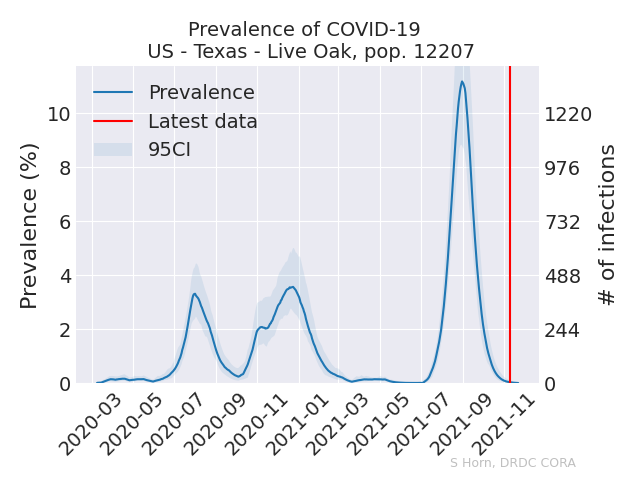 Prevalence of COVID-19
US - Texas - Live Oak, pop. 12207
Prevalence
Latest data
95CI
Prevalence (%)
10
8
6
4
2
0
# of infections
1220
976
732
488
244
0
2020-03
2020-05
2020-07
2020-09
2020-11
2021-01
2021-03
2021-05
2021-07
2021-09
2021-11
S Horn, DRDC CORA